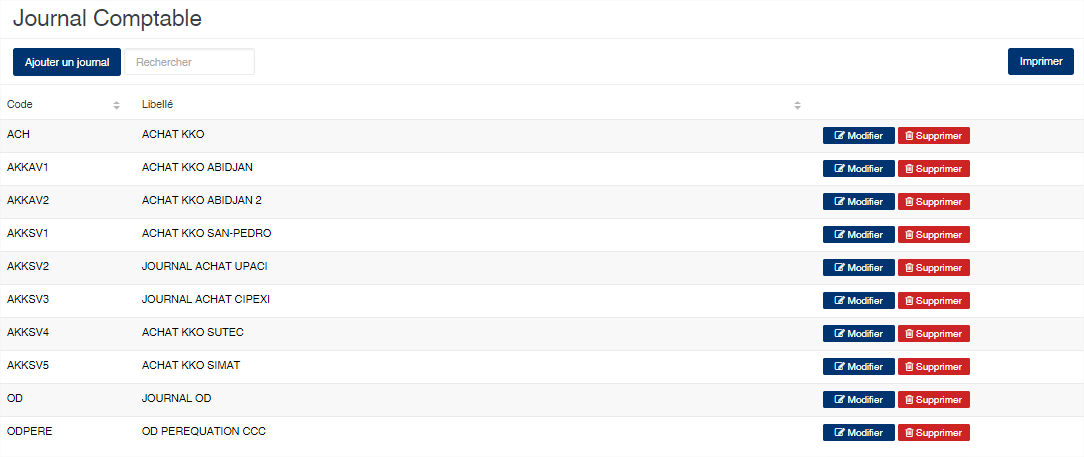 Journal Comptable
Ajouter un journal Rechercher Imprimer
Code Libellé
ACH ACHAT KKO Modifier Supprimer
AKKAV1 ACHAT KKO ABIDJAN Modifier Supprimer
AKKAV2 ACHAT KKO ABIDJAN 2 Modifier Supprimer
AKKSV1 ACHAT KKO SAN-PEDRO Modifier Supprimer
AKKSV2 JOURNAL ACHAT UPACI Modifier Supprimer
AKKSV3 JOURNAL ACHAT CIPEXI Modifier Supprimer
AKKSV4 ACHAT KKO SUTEC Modifier Supprimer
AKKSV5 ACHAT KKO SIMAT Modifier Supprimer
OD JOURNAL OD Modifier Supprimer
ODPERE OD PEREQUATION CCC Modifier Supprimer